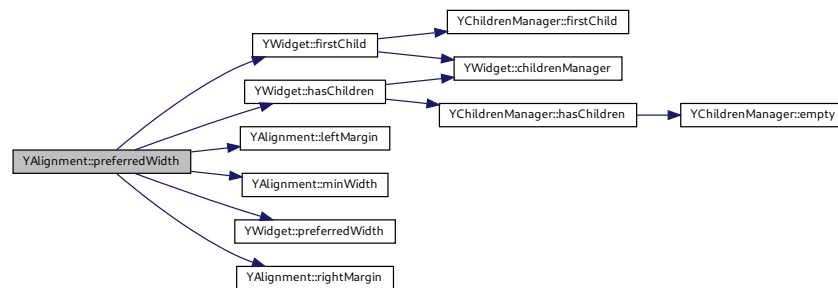 YAlignment::preferredWidth
YWidget::firstChild
YWidget::hasChildren
YAlignment::leftMargin
YAlignment::minWidth
YWidget::preferredWidth
YAlignment::rightMargin
YChildrenManager::firstChild
YWidget::childrenManager
YChildrenManager::hasChildren
YChildrenManager::empty